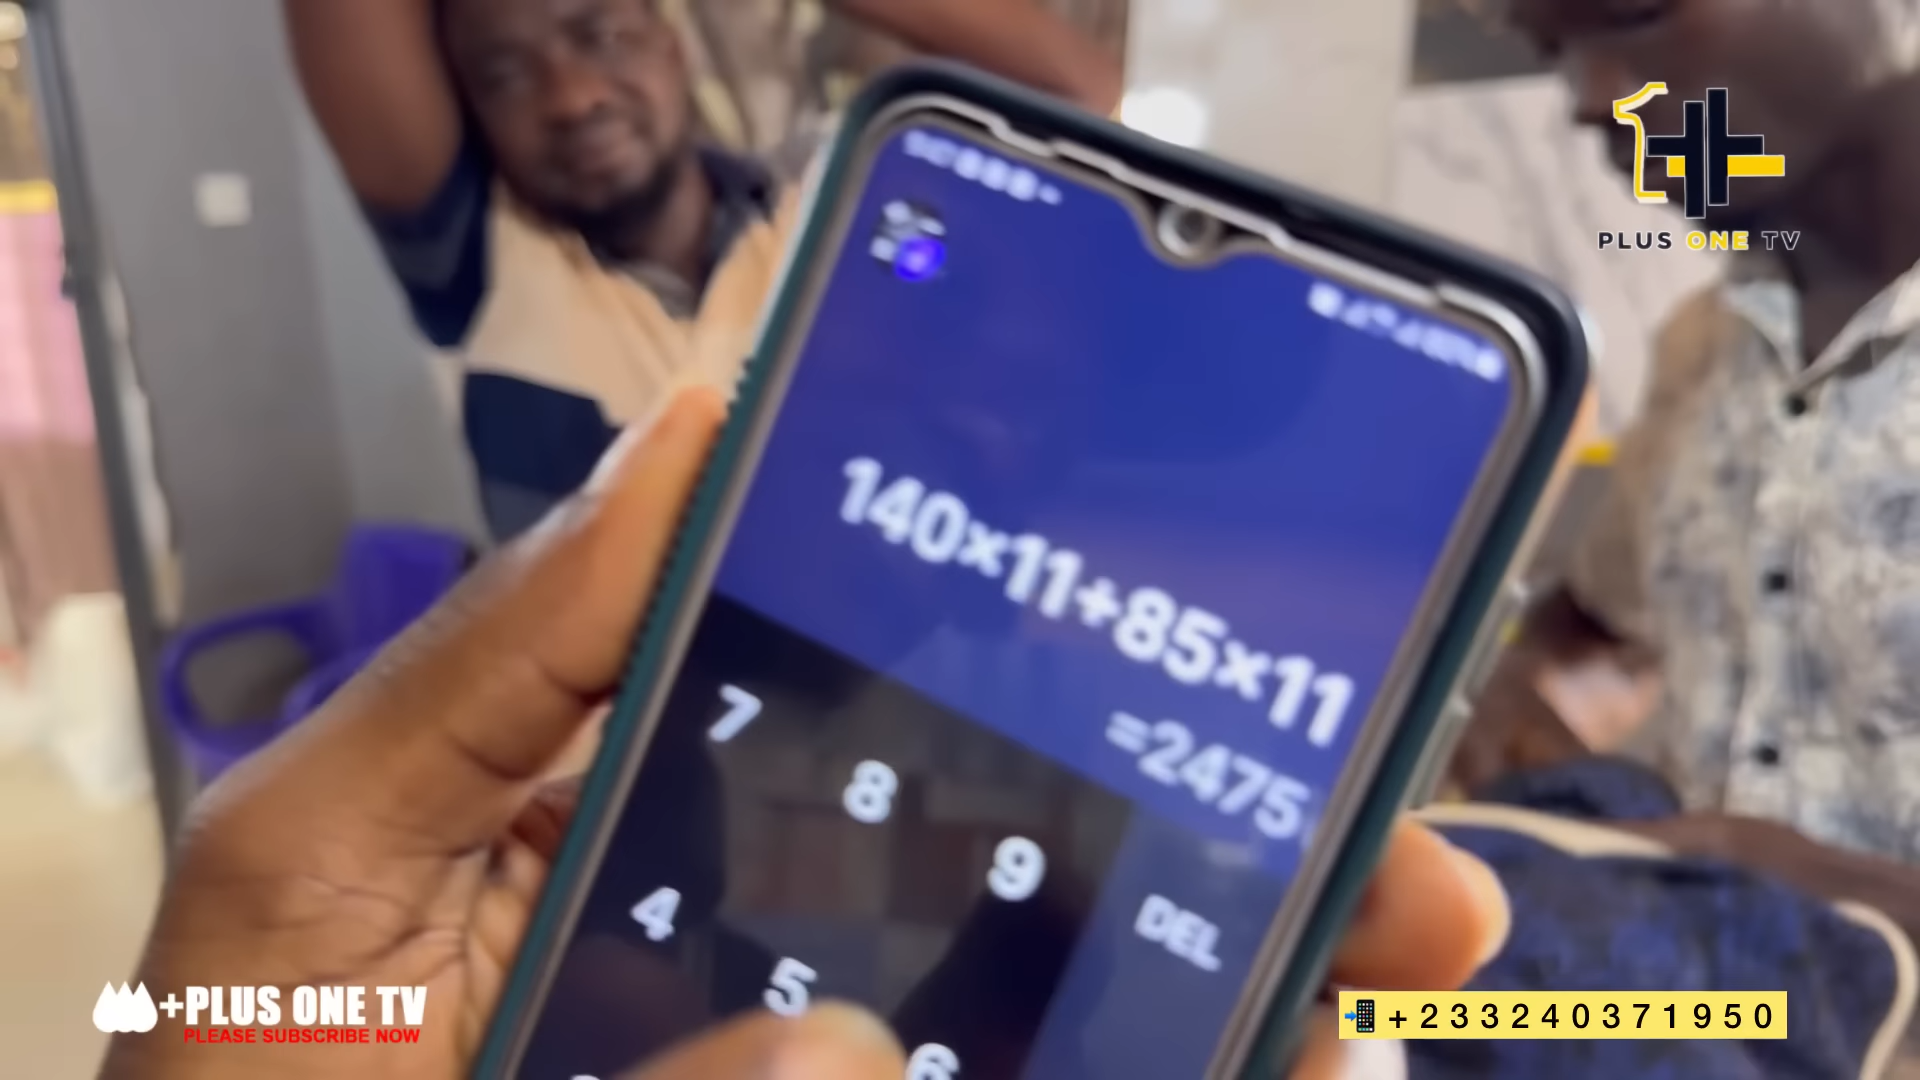 PLUS ONE TV
140×11+85×11
=2475
7
8
9
DEL
4
5
6
+PLUS ONE TV
PLEASE SUBSCRIBE NOW
+233240371950